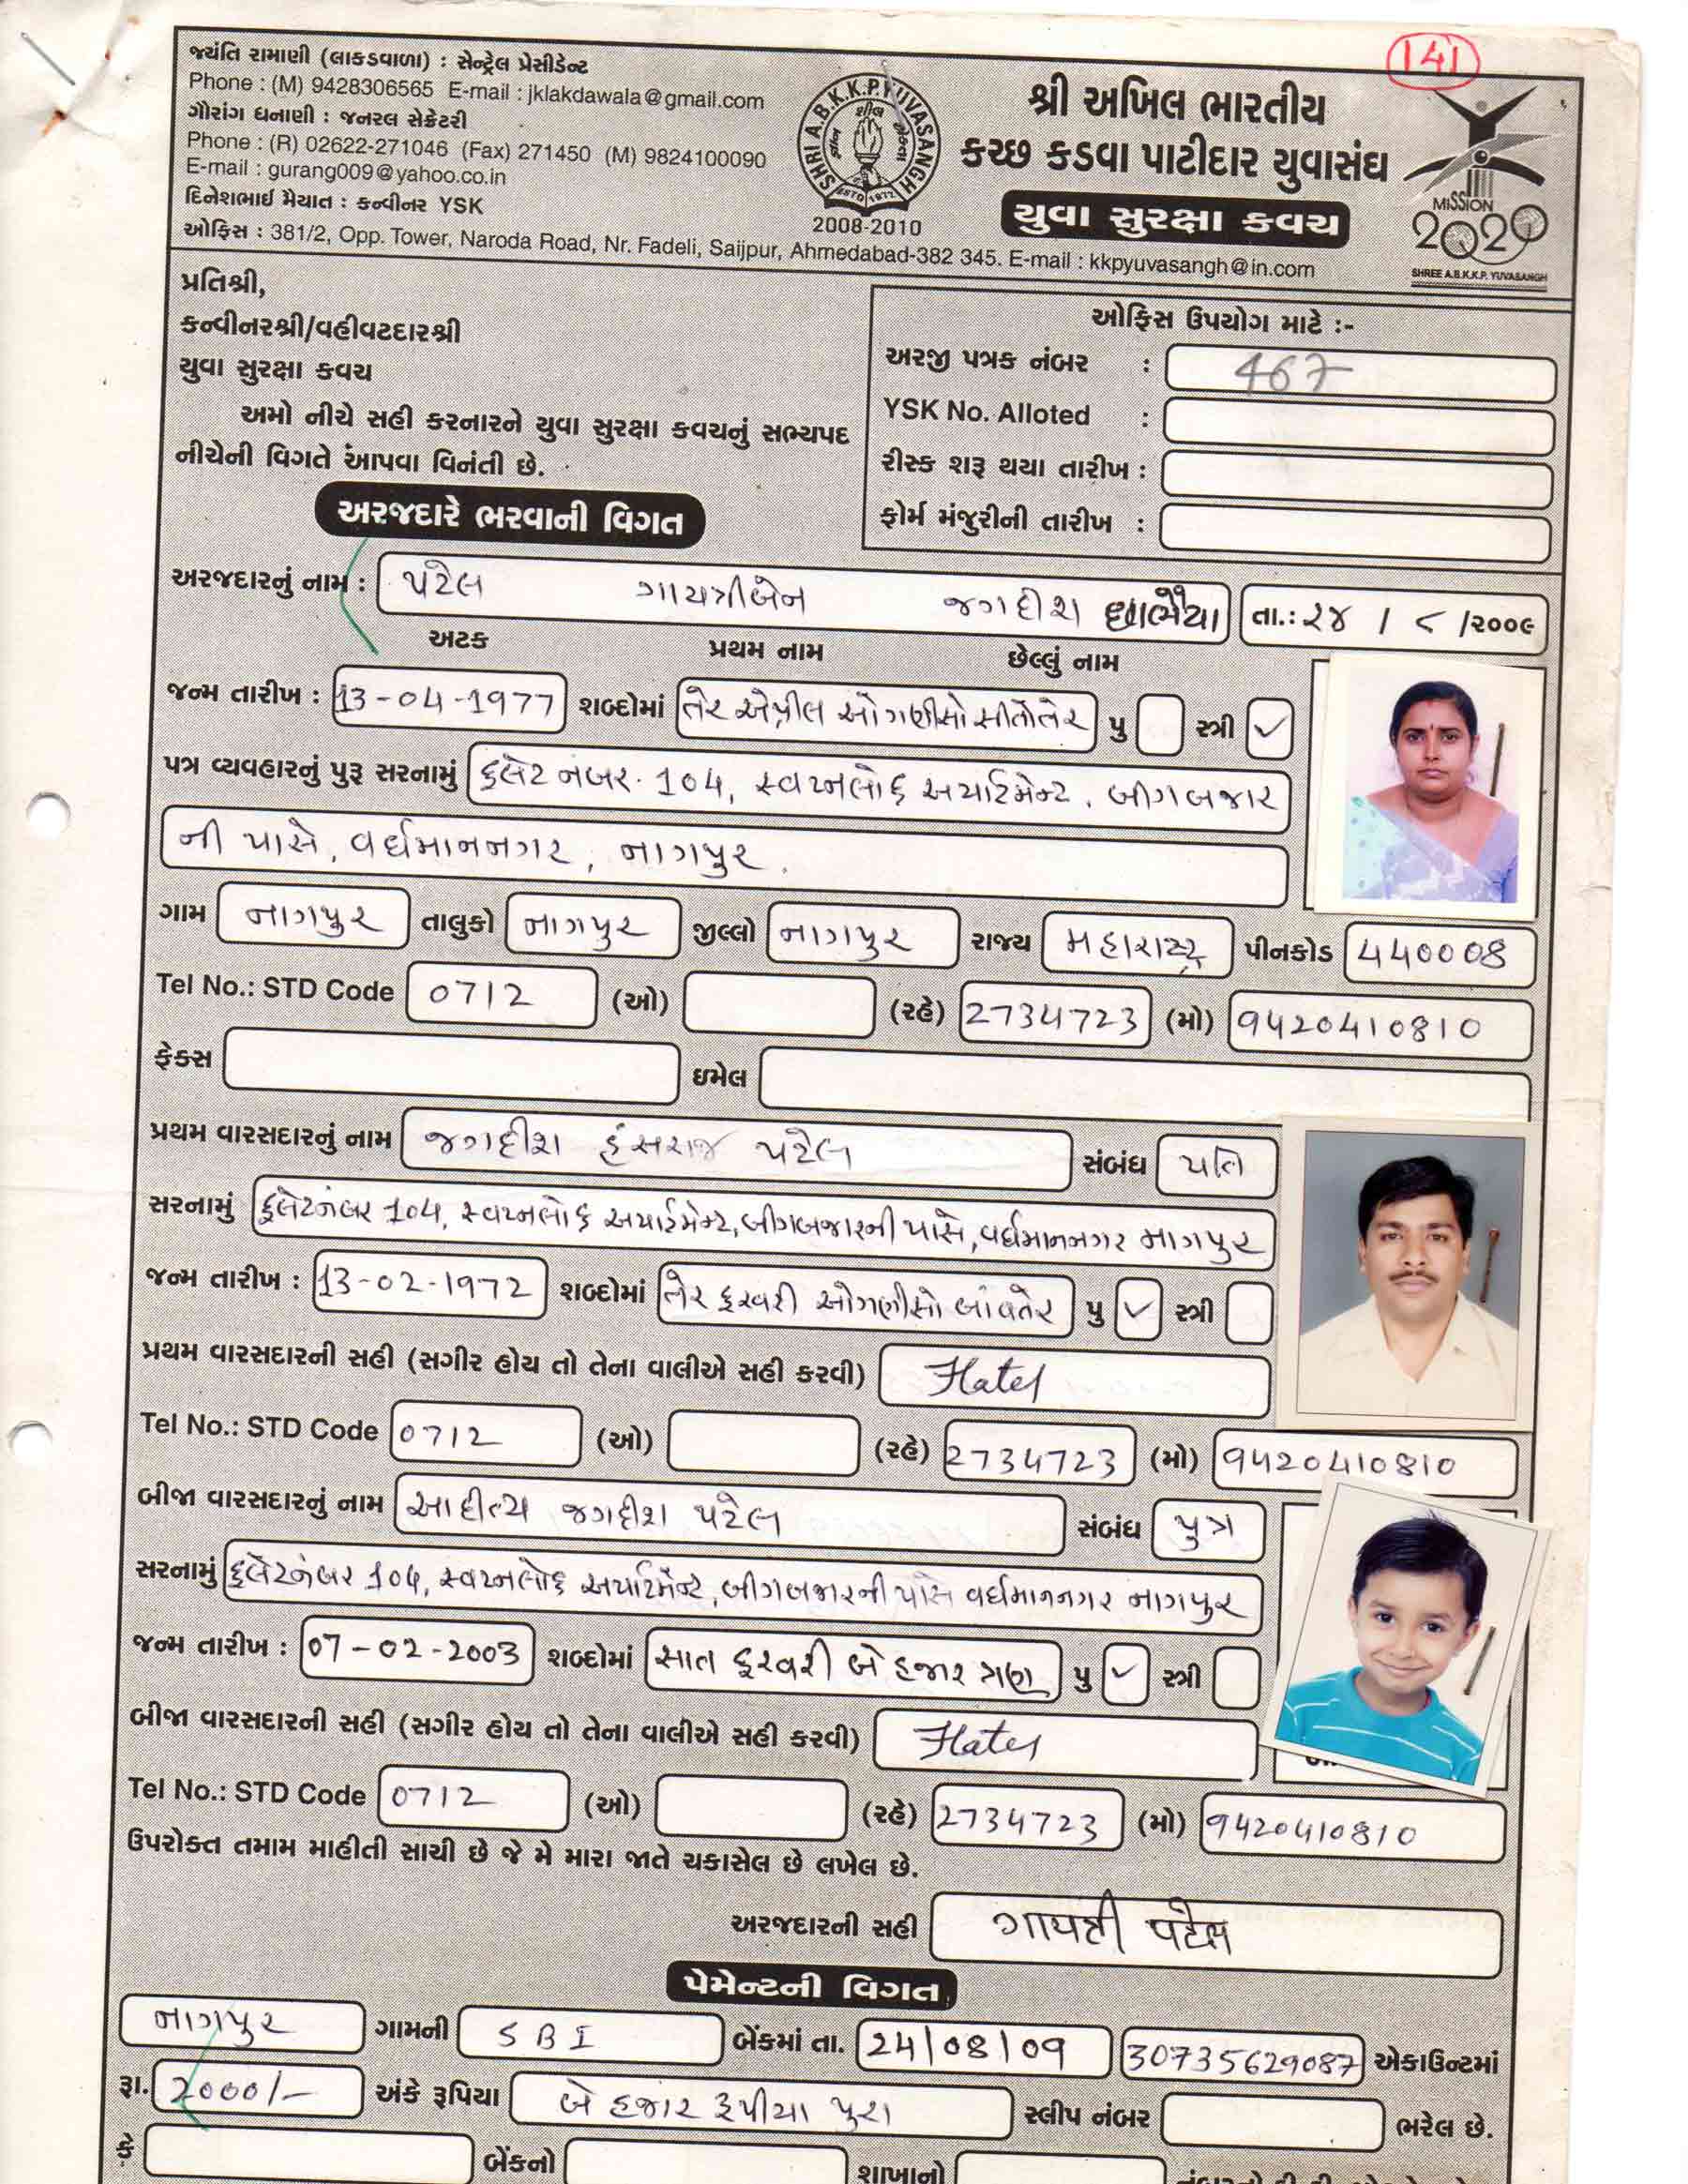 141
જયંતિ રામાણી (લાકડવાળા) : સેન્ટ્રેલ પ્રેસીડેન્ટ
Phone : (M) 9428306565 E-mail : jklakdawala@gmail.com
ગૌરાંગ ધનાણી : જનરલ સેક્રેટરી
Phone : (R) 02622-271046 (Fax) 271450 (M) 9824100090
E-mail : gurang009@yahoo.co.in
દિનેશભાઈ મૈયાત : કન્વીનર YSK
ઓફિસ : 381/2, Opp. Tower, Naroda Road, Nr. Fadeli, Saijpur, Ahmedabad-382 345. E-mail : kkpyuvasangh@in.com
SHRI A.B.K.K.P. YUVASANGH
ESTD 1972
2008-2010
શ્રી અખિલ ભારતીય
કચ્છ કડવા પાટીદાર યુવાસંઘ
યુવા સુરક્ષા કવચ
MISSION
2020
SHREE A.B.K.K.P. YUVASANGH
પ્રતિશ્રી,
કન્વીનરશ્રી/વહીવટદારશ્રી
યુવા સુરક્ષા કવચ
અમો નીચે સહી કરનારને યુવા સુરક્ષા કવચનું સભ્યપદ
નીચેની વિગતે આપવા વિનંતી છે.
ઓફિસ ઉપયોગ માટે :-
અરજી પત્રક નંબર : 467
YSK No. Alloted :
રીસ્ક શરૂ થયા તારીખ :
ફોર્મ મંજુરીની તારીખ :
અરજદારે ભરવાની વિગત
અરજદારનું નામ : પટેલ ગાયત્રીબેન જગદીશ છાભૈયા તા.: ૨૪ / ૮ /૨૦૦૯
અટક પ્રથમ નામ છેલ્લું નામ
જન્મ તારીખ : 13-04-1977 શબ્દોમાં તેર એપ્રીલ ઓગણીસો સીતોતેર પુ સ્ત્રી ✓
પત્ર વ્યવહારનું પુરૂ સરનામું ફ્લેટ નંબર. 104, સ્વપ્નલોક અપાર્ટમેન્ટ, બીગબજાર
ની પાસે, વર્ધમાનનગર, નાગપુર.
ગામ નાગપુર તાલુકો નાગપુર જીલ્લો નાગપુર રાજ્ય મહારાષ્ટ્ર પીનકોડ 440008
Tel No.: STD Code 0712 (ઓ) (રહે) 2734723 (મો) 9420410810
ફેક્સ ઇમેલ
પ્રથમ વારસદારનું નામ જગદીશ હંસરાજ પટેલ સંબંધ પતિ
સરનામું ફ્લેટનંબર 104, સ્વપ્નલોક અપાર્ટમેન્ટ, બીગબજારની પાસે, વર્ધમાનનગર નાગપુર
જન્મ તારીખ : 13-02-1972 શબ્દોમાં તેર ફરવરી ઓગણીસો બાંવતેર પુ ✓ સ્ત્રી
પ્રથમ વારસદારની સહી (સગીર હોય તો તેના વાલીએ સહી કરવી)
Tel No.: STD Code 0712 (ઓ) (રહે) 2734723 (મો) 9420410810
બીજા વારસદારનું નામ આદીત્ય જગદીશ પટેલ સંબંધ પુત્ર
સરનામું ફ્લેટનંબર 104, સ્વપ્નલોક અપાર્ટમેન્ટ, બીગબજારની પાસે વર્ધમાનનગર નાગપુર
જન્મ તારીખ : 07-02-2003 શબ્દોમાં સાત ફરવરી બે હજાર ત્રણ પુ ✓ સ્ત્રી
બીજા વારસદારની સહી (સગીર હોય તો તેના વાલીએ સહી કરવી)
Tel No.: STD Code 0712 (ઓ) (રહે) 2734723 (મો) 9420410810
ઉપરોક્ત તમામ માહીતી સાચી છે જે મે મારા જાતે ચકાસેલ છે લખેલ છે.
અરજદારની સહી ગાયત્રી પટેલ
પેમેન્ટની વિગત
નાગપુર ગામની SBI બેંકમાં તા. 24/08/09 30735629087 એકાઉન્ટમાં
રૂા. 2000/- અંકે રૂપિયા બે હજાર રૂપીયા પુરા સ્લીપ નંબર ભરેલ છે.
કે બેંકનો શાખાનો